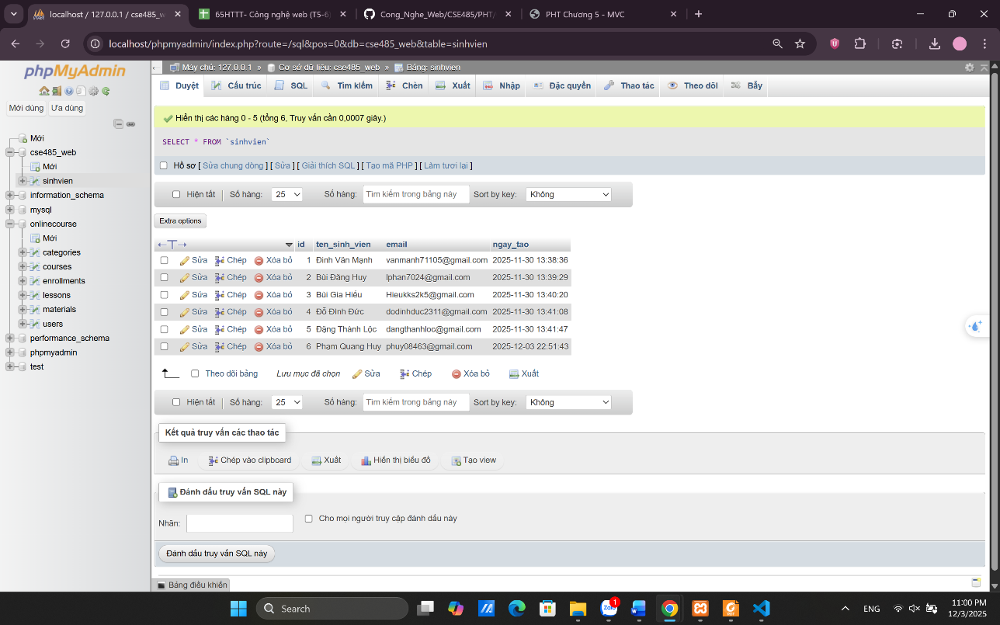 localhost / 127.0.0.1 / cse485_w
65HTTT- Công nghệ web (T5-6)
Cong_Nghe_Web/CSE485/PHT/
PHT Chương 5 - MVC
localhost/phpmyadmin/index.php?route=/sql&pos=0&db=cse485_web&table=sinhvien
phpMyAdmin
Mới dùng Ưa dùng
Mới
cse485_web
Mới
sinhvien
information_schema
mysql
onlinecourse
Mới
categories
courses
enrollments
lessons
materials
users
performance_schema
phpmyadmin
test
Máy chủ: 127.0.0.1 » Cơ sở dữ liệu: cse485_web » Bảng: sinhvien
Duyệt Cấu trúc SQL Tìm kiếm Chèn Xuất Nhập Đặc quyền Thao tác Theo dõi Bẫy
Hiển thị các hàng 0 - 5 (tổng 6, Truy vấn cần 0,0007 giây.)
SELECT * FROM `sinhvien`
Hồ sơ [ Sửa chung dòng ] [ Sửa ] [ Giải thích SQL ] [ Tạo mã PHP ] [ Làm tươi lại ]
Hiện tất Số hàng: 25 Số hàng: Tìm kiếm trong bảng này Sort by key: Không
Extra options
←T→ id ten_sinh_vien email ngay_tao
Sửa Chép Xóa bỏ 1 Đinh Văn Mạnh vanmanh71105@gmail.com 2025-11-30 13:38:36
Sửa Chép Xóa bỏ 2 Bùi Đăng Huy lphan7024@gmail.com 2025-11-30 13:39:29
Sửa Chép Xóa bỏ 3 Bùi Gia Hiếu Hieukks2k5@gmail.com 2025-11-30 13:40:20
Sửa Chép Xóa bỏ 4 Đỗ Đình Đức dodinhduc2311@gmail.com 2025-11-30 13:41:08
Sửa Chép Xóa bỏ 5 Đặng Thành Lộc dangthanhloc@gmail.com 2025-11-30 13:41:47
Sửa Chép Xóa bỏ 6 Phạm Quang Huy phuy08463@gmail.com 2025-12-03 22:51:43
Theo dõi bảng Lưu mục đã chọn Sửa Chép Xóa bỏ Xuất
Hiện tất Số hàng: 25 Số hàng: Tìm kiếm trong bảng này Sort by key: Không
Kết quả truy vấn các thao tác
In Chép vào clipboard Xuất Hiển thị biểu đồ Tạo view
Đánh dấu truy vấn SQL này
Nhãn: Cho mọi người truy cập đánh dấu này
Đánh dấu truy vấn SQL này
Bảng điều khiển
Search
Zalo
1
ENG
11:00 PM
12/3/2025